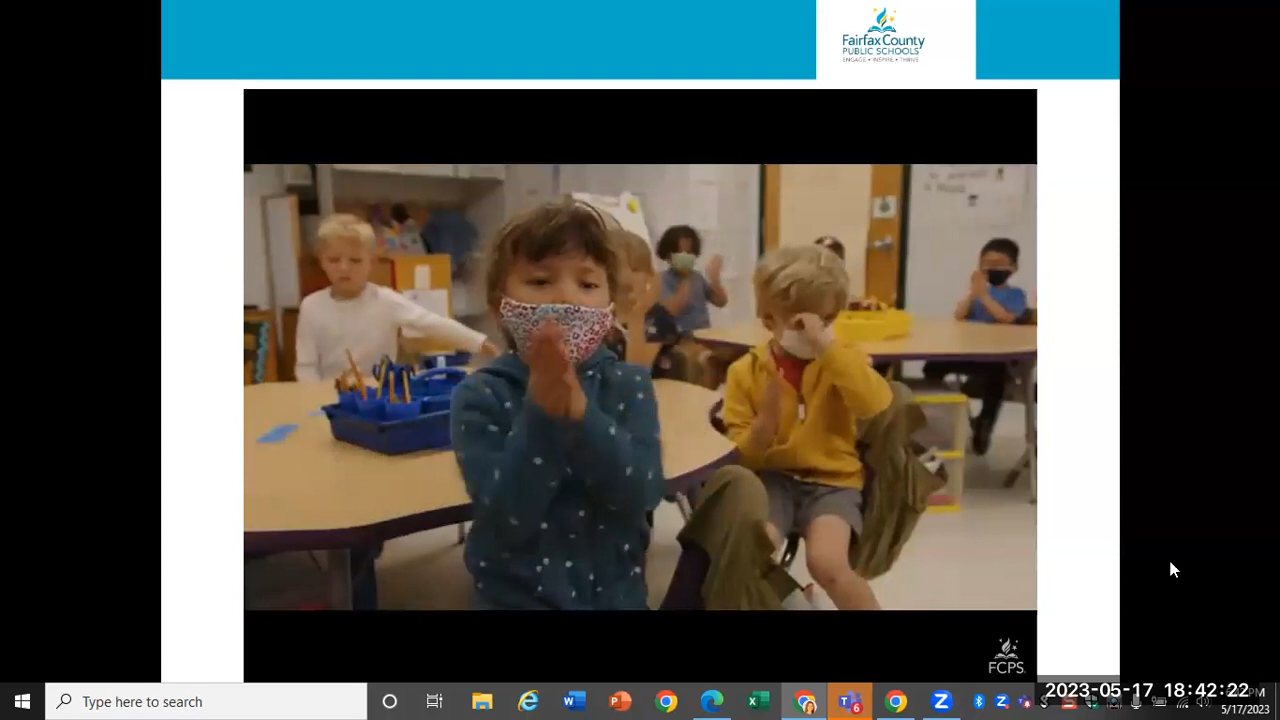 Fairfax County
PUBLIC SCHOOLS
ENGAGE • INSPIRE • THRIVE
FCPS
Type here to search
2023-05-17 18:42:22
5/17/2023